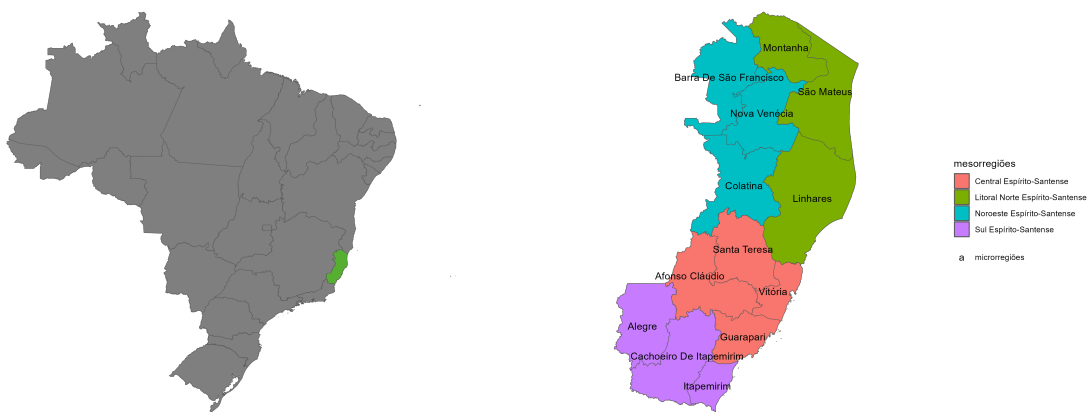 Montanha
Barra De São Francisco
São Mateus
Nova Venécia
Colatina
Linhares
Santa Teresa
Afonso Cláudio
Vitória
Alegre
Guarapari
Cachoeiro De Itapemirim
Itapemirim
mesorregiões
Central Espírito-Santense
Litoral Norte Espírito-Santense
Noroeste Espírito-Santense
Sul Espírito-Santense
a microrregiões